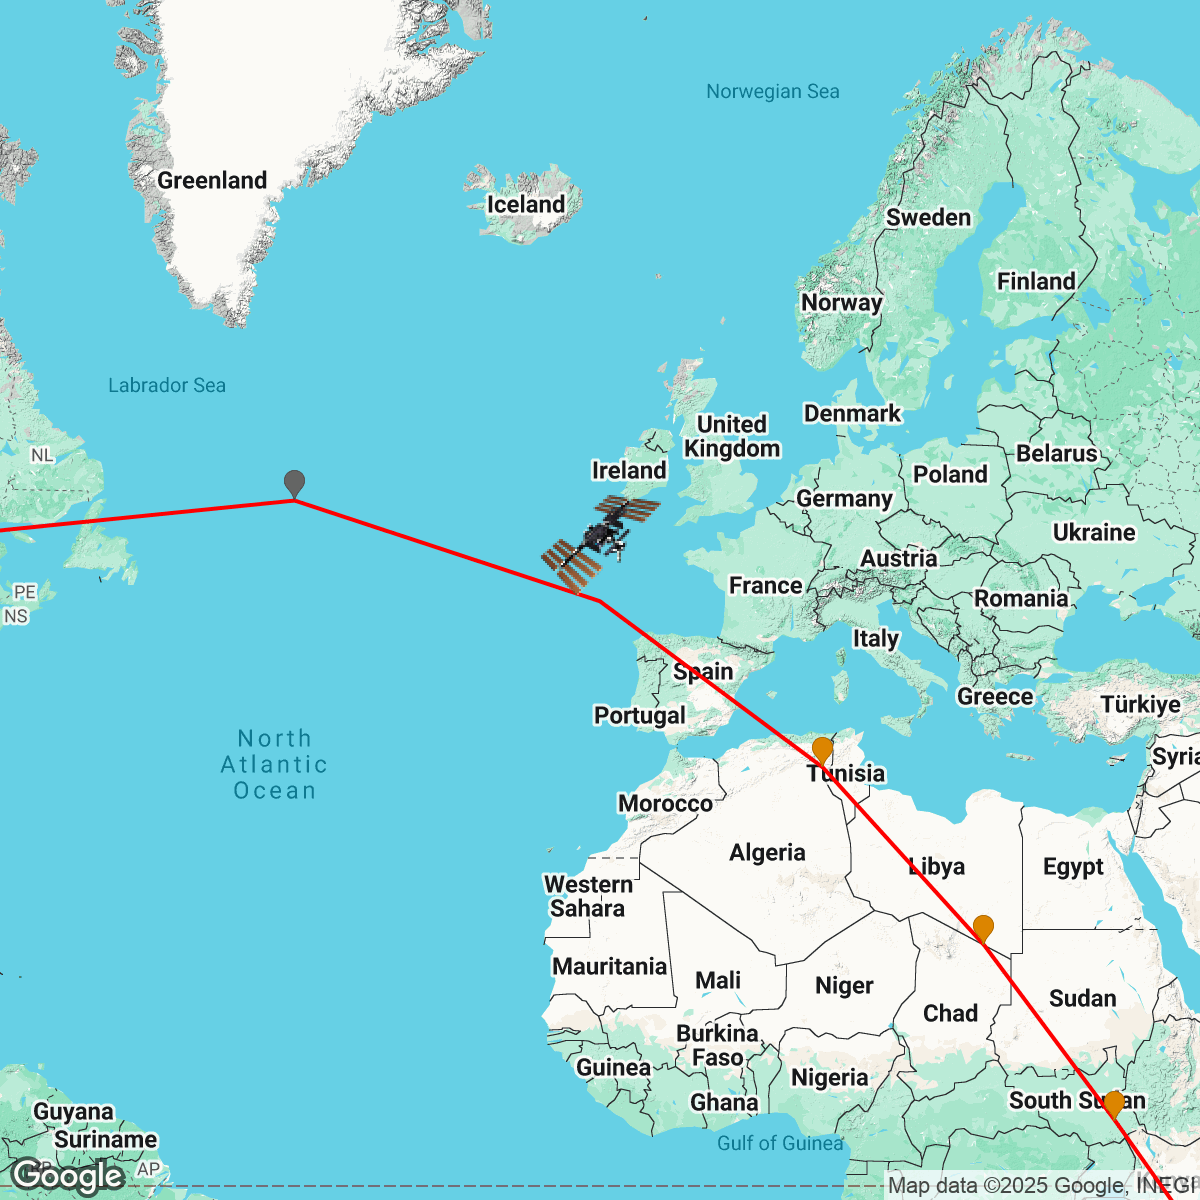 Norwegian Sea
Greenland
Iceland
Sweden
Finland
Norway
Labrador Sea
Denmark
United
Kingdom
NL
Ireland
Belarus
Poland
Germany
Ukraine
Austria
France
PE
Romania
NS
Italy
Spain
Greece
Türkiye
Portugal
North
Atlantic
Ocean
Syria
Tunisia
Morocco
Algeria
Libya
Egypt
Western
Sahara
Mauritania
Mali
Niger
Sudan
Chad
Burkina
Faso
Guinea
Nigeria
Ghana
South Sudan
Guyana
Suriname
Gulf of Guinea
AP
Google
Map data ©2025 Google, INEGI